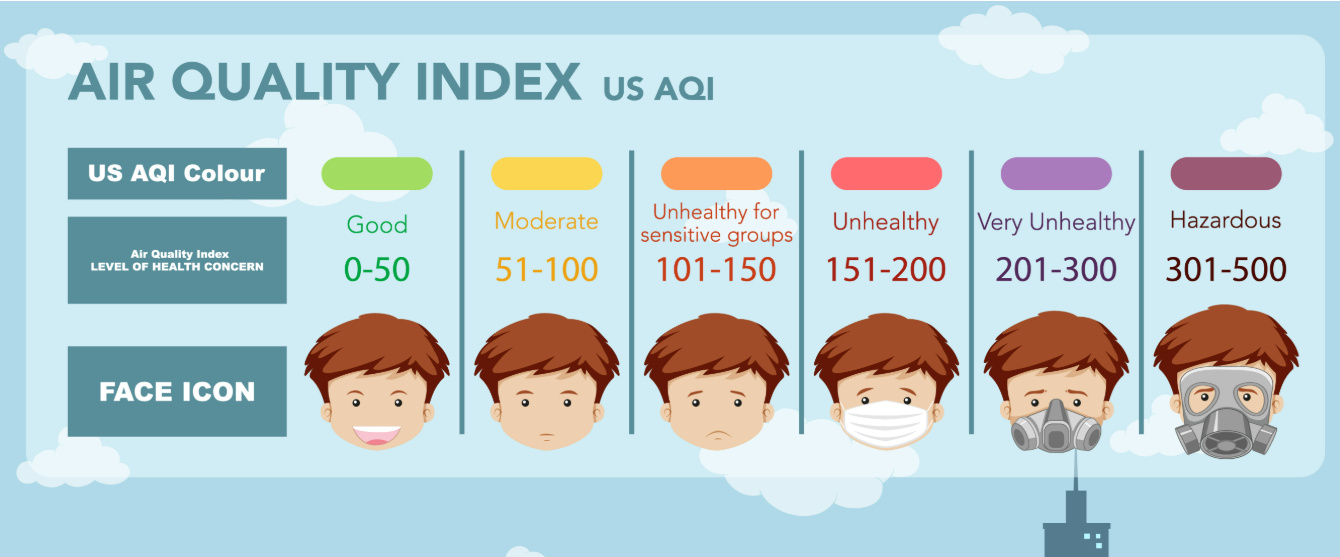 AIR QUALITY INDEX US AQI
US AQI Colour
Air Quality Index
LEVEL OF HEALTH CONCERN
Good
0-50
Moderate
51-100
Unhealthy for
sensitive groups
101-150
Unhealthy
151-200
Very Unhealthy
201-300
Hazardous
301-500
FACE ICON